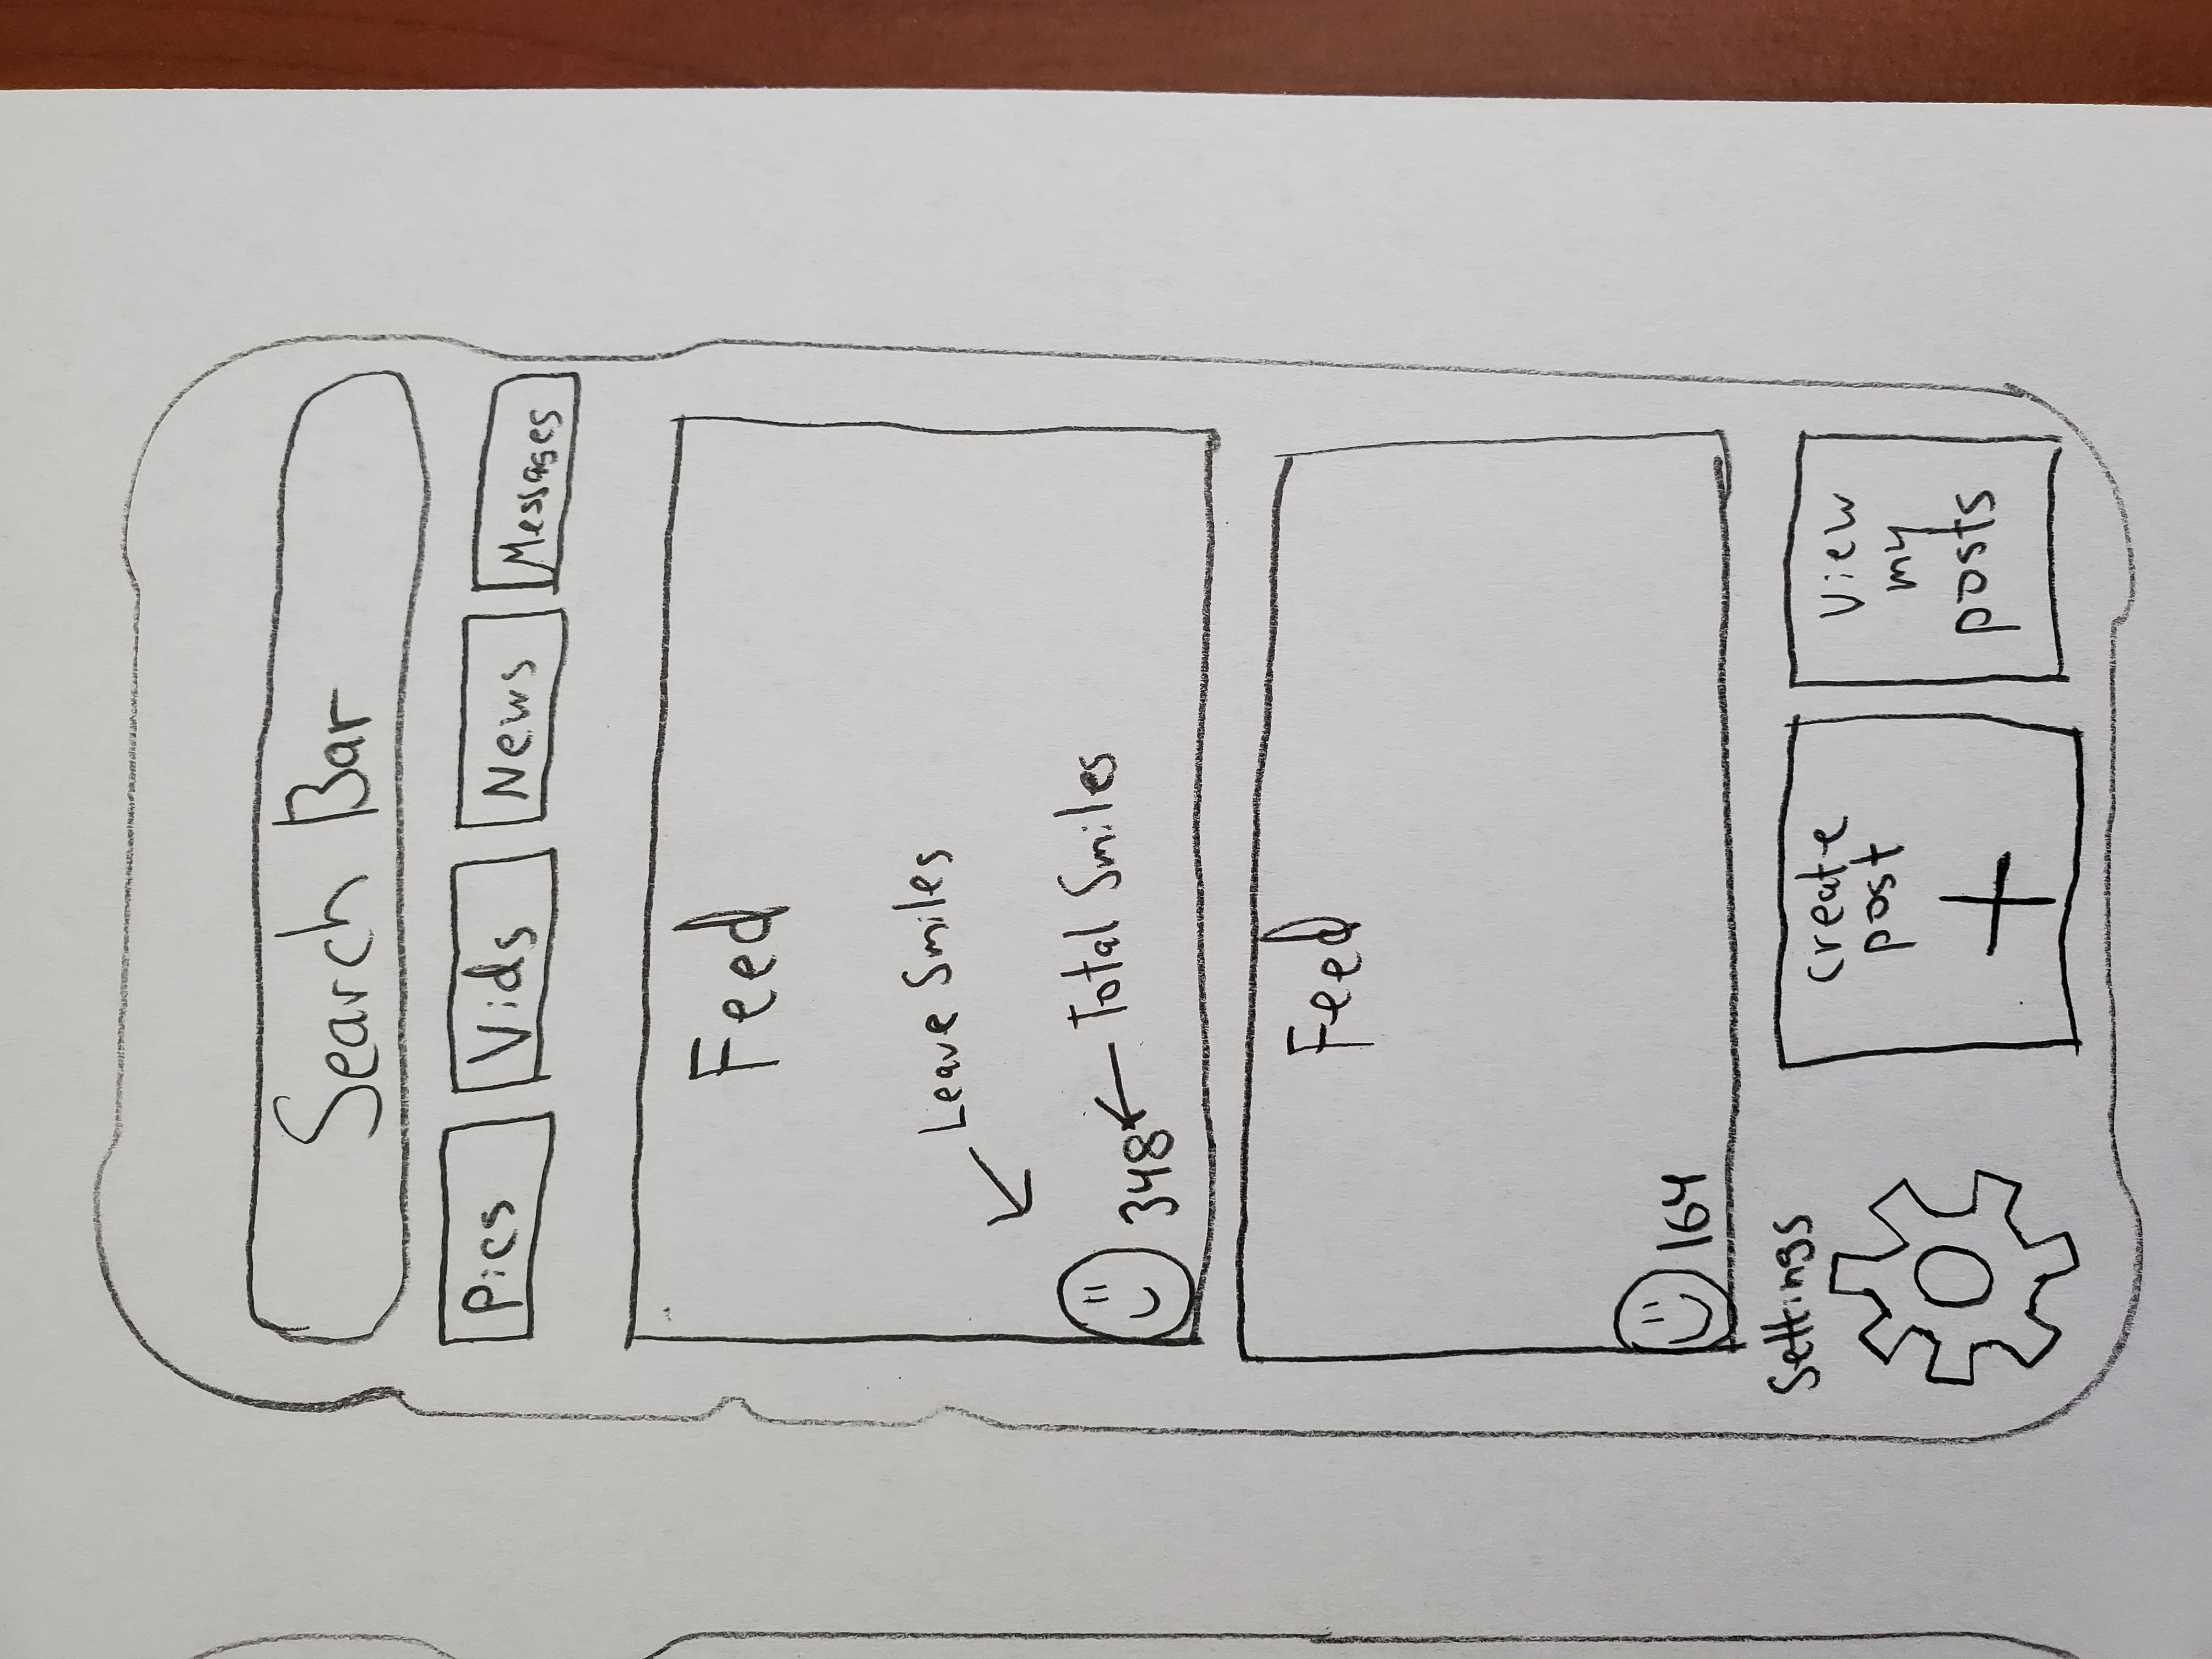 Search Bar
Pics
Vids
News
Messages
Feed
Leave Smiles
348
Total Smiles
Feed
164
Settings
Create
post
View
my
posts